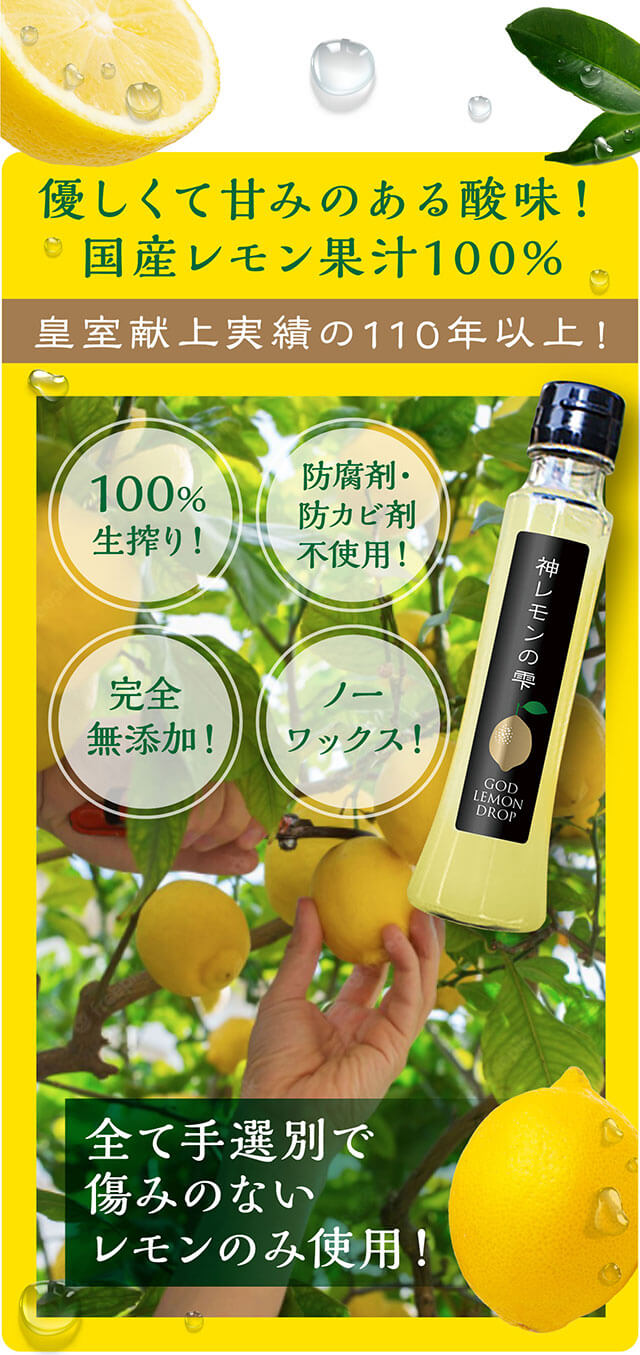 優しくて甘みのある酸味！
国産レモン果汁100%
皇室献上実績の110年以上！
100%
生搾り！
防腐剤・
防カビ剤
不使用！
完全
無添加！
ノー
ワックス！
神レモンの雫
GOD
LEMON
DROP
全て手選別で
傷みのない
レモンのみ使用！